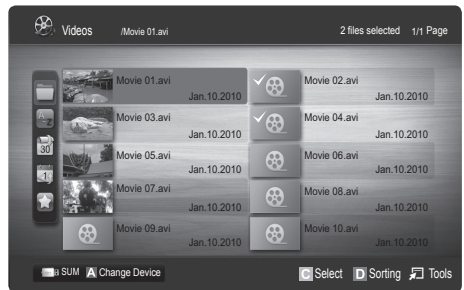 Videos /Movie 01.avi 2 files selected 1/1 Page
Movie 01.avi Movie 02.avi
Jan.10.2010 Jan.10.2010
Movie 03.avi Movie 04.avi
Jan.10.2010 Jan.10.2010
Movie 05.avi Movie 06.avi
Jan.10.2010 Jan.10.2010
Movie 07.avi Movie 08.avi
Jan.10.2010 Jan.10.2010
Movie 09.avi Movie 10.avi
Jan.10.2010 Jan.10.2010
SUM A Change Device C Select D Sorting Tools